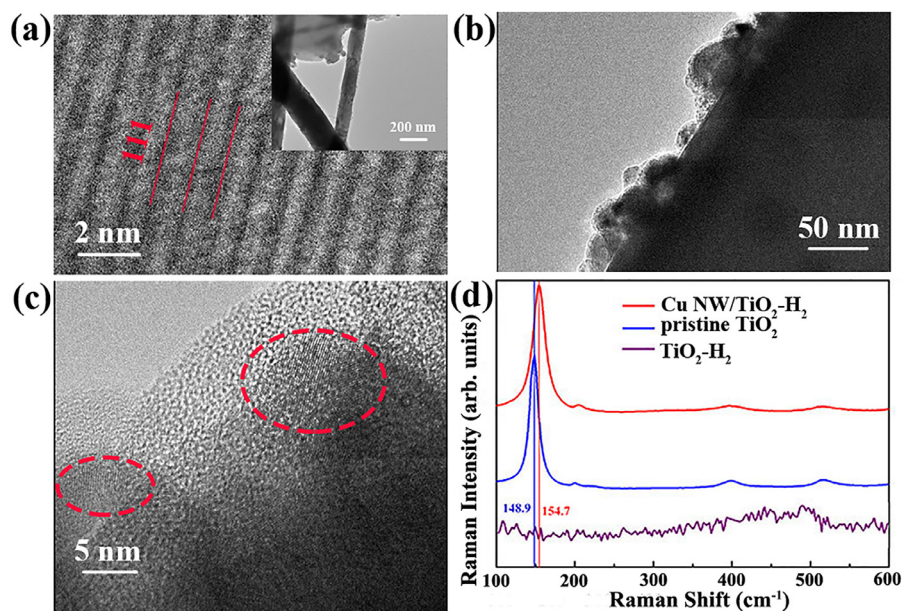 (a)
111
2 nm
200 nm
(b)
50 nm
(c)
5 nm
(d)
Cu NW/TiO₂-H₂
pristine TiO₂
TiO₂-H₂
148.9
154.7
Raman Intensity (arb. units)
100 200 300 400 500 600
Raman Shift (cm⁻¹)